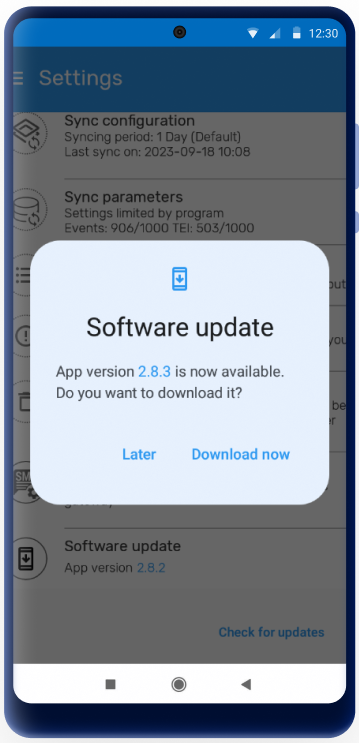 12:30
Settings
Sync configuration
Syncing period: 1 Day (Default)
Last sync on: 2023-09-18 10:08
Sync parameters
Settings limited by program
Events: 906/1000 TEI: 503/1000
Software update
App version 2.8.3 is now available.
Do you want to download it?
Later Download now
SM
gateway
Software update
App version 2.8.2
Check for updates